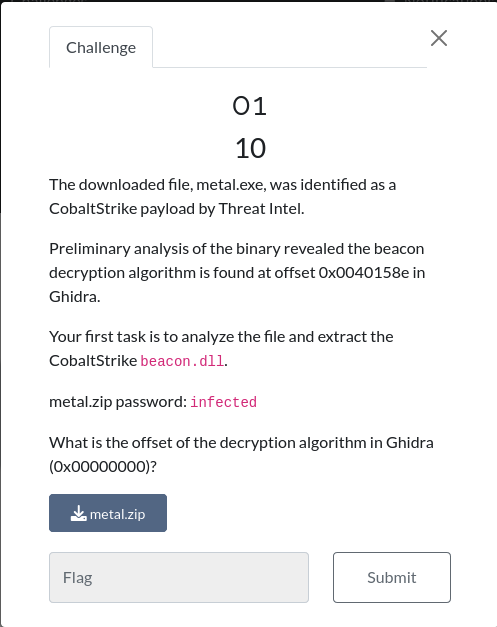 Challenge
O1
10
The downloaded file, metal.exe, was identified as a
CobaltStrike payload by Threat Intel.
Preliminary analysis of the binary revealed the beacon
decryption algorithm is found at offset 0x0040158e in
Ghidra.
Your first task is to analyze the file and extract the
CobaltStrike beacon.dll.
metal.zip password: infected
What is the offset of the decryption algorithm in Ghidra
(0x00000000)?
metal.zip
Flag
Submit